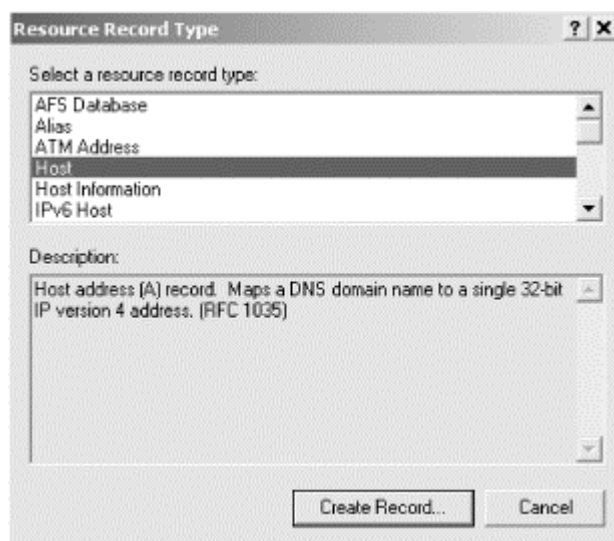 Resource Record Type
Select a resource record type:
AFS Database
Alias
ATM Address
Host
Host Information
IPv6 Host
Description:
Host address (A) record. Maps a DNS domain name to a single 32-bit
IP version 4 address. (RFC 1035)
Create Record...
Cancel